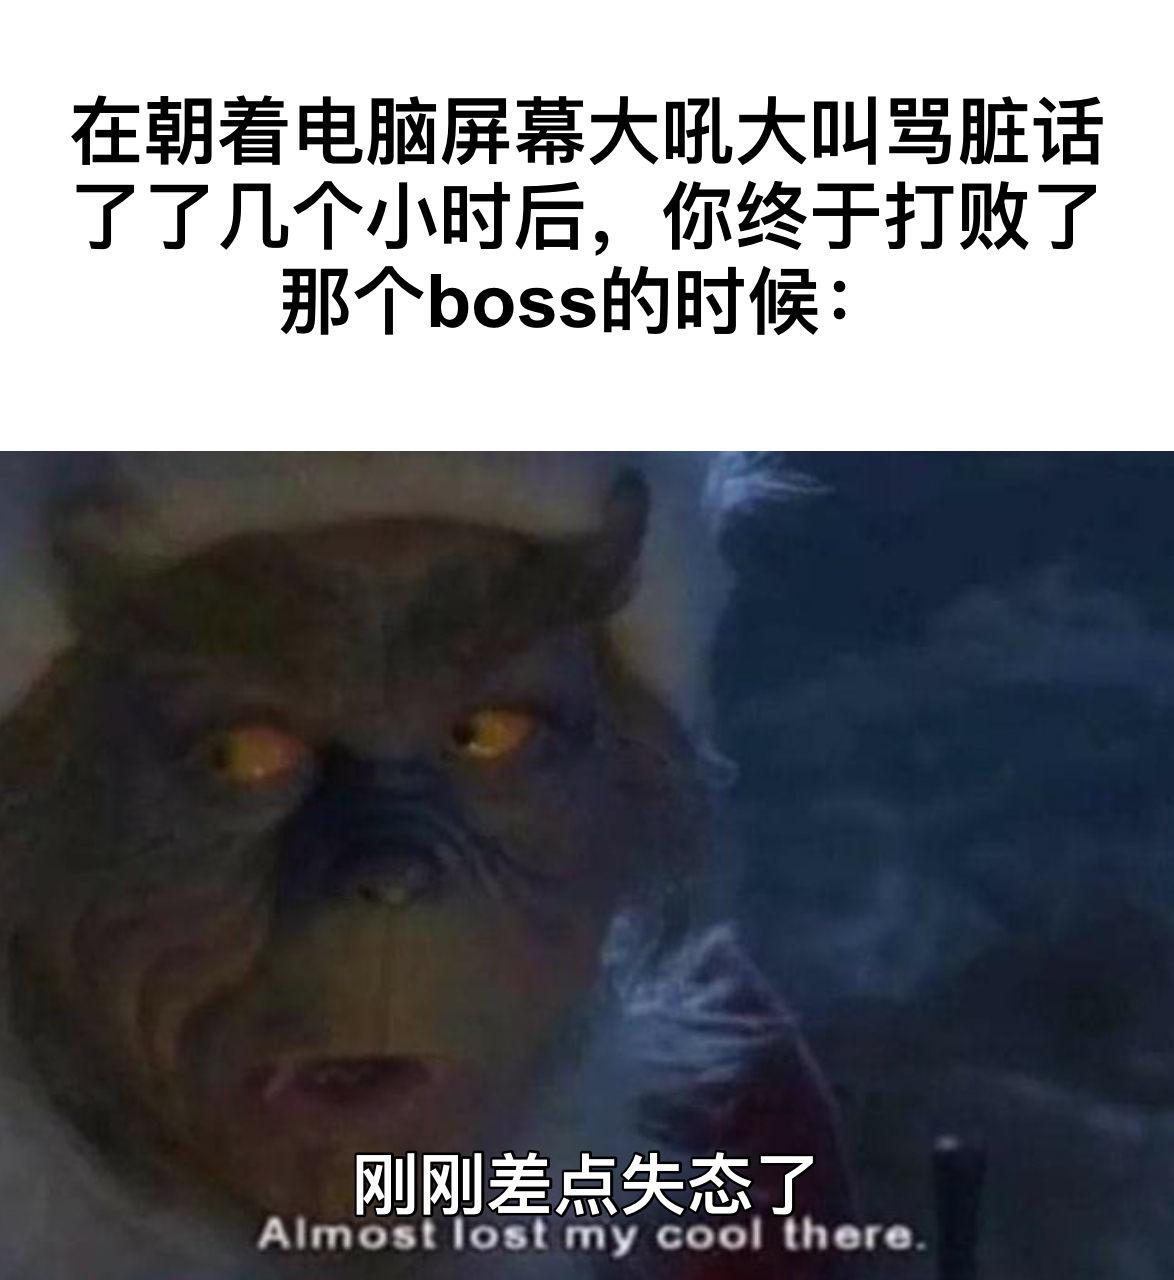 在朝着电脑屏幕大吼大叫骂脏话
了了几个小时后，你终于打败了
那个boss的时候：
刚刚差点失态了
Almost lost my cool there.